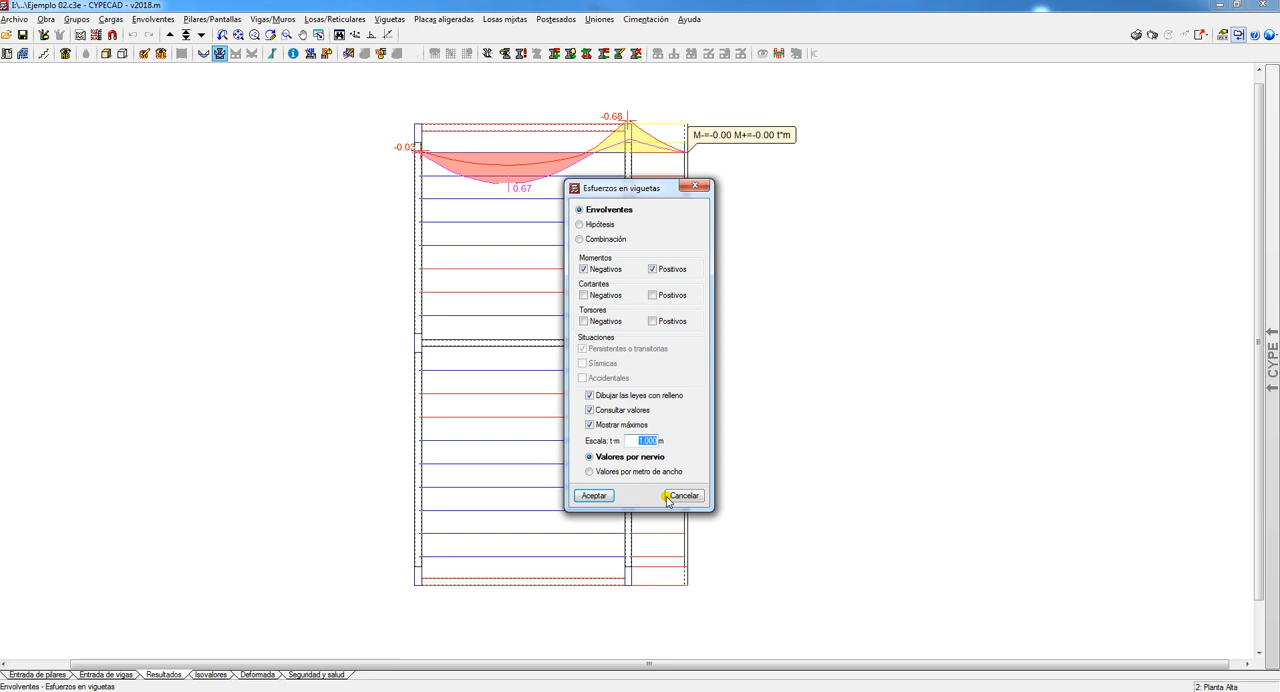 I:\...\Ejemplo 02.c3e - CYPECAD - v2018.m
Archivo Obra Grupos Cargas Envolventes Pilares/Pantallas Vigas/Muros Losas/Reticulares Viguetas Placas aligeradas Losas mixtas Postesados Uniones Cimentación Ayuda
-0.68
M-=-0.00 M+=-0.00 t*m
-0.03
0.67
Esfuerzos en viguetas
Envolventes
Hipótesis
Combinación
Momentos
Negativos Positivos
Cortantes
Negativos Positivos
Torsores
Negativos Positivos
Situaciones
Persistentes o transitorias
Sísmicas
Accidentales
Dibujar las leyes con relleno
Consultar valores
Mostrar máximos
Escala: t·m 1.000 m
Valores por nervio
Valores por metro de ancho
Aceptar Cancelar
CYPE
Entrada de pilares Entrada de vigas Resultados Isovalores Deformada Seguridad y salud
Envolventes - Esfuerzos en viguetas
2: Planta Alta